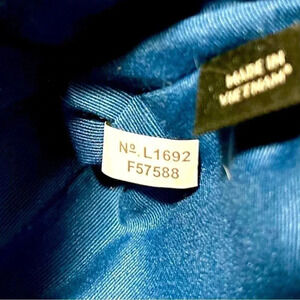 Nº. L1692
F57588
MADE IN
VIETNAM